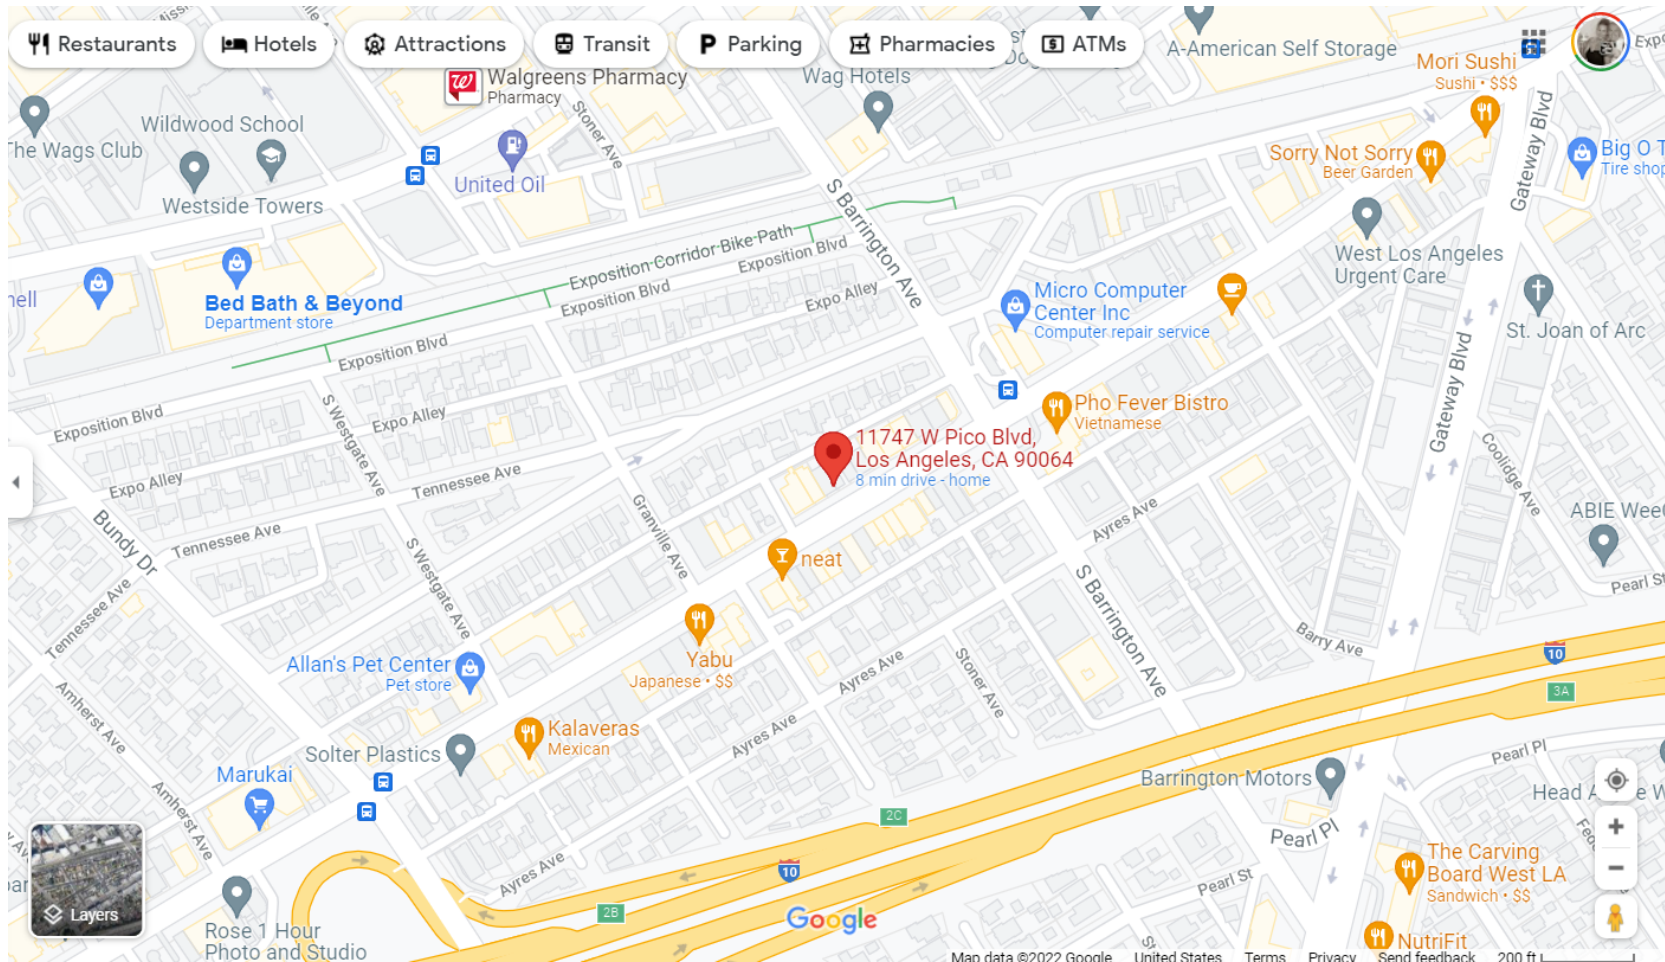 Restaurants
Hotels
Attractions
Transit
Parking
Pharmacies
ATMs
A-American Self Storage
Mori Sushi
Sushi • $$$
Walgreens Pharmacy
Pharmacy
Wag Hotels
Wildwood School
The Wags Club
Westside Towers
United Oil
Stoner Ave
Sorry Not Sorry
Beer Garden
Gateway Blvd
Big O
Tire shop
S Barrington Ave
Exposition Corridor Bike Path
Exposition Blvd
Exposition Blvd
Expo Alley
West Los Angeles
Urgent Care
Bed Bath & Beyond
Department store
Micro Computer
Center Inc
Computer repair service
St. Joan of Arc
Exposition Blvd
Gateway Blvd
Exposition Blvd
S Westgate Ave
Expo Alley
Pho Fever Bistro
Vietnamese
11747 W Pico Blvd,
Los Angeles, CA 90064
8 min drive - home
Coolidge Ave
Expo Alley
Tennessee Ave
Bundy Dr
Tennessee Ave
Granville Ave
Ayres Ave
ABIE
S Westgate Ave
neat
Pearl St
Tennessee Ave
S Barrington Ave
Barry Ave
Yabu
Japanese • $$
Allan's Pet Center
Pet store
Ayres Ave
Stoner Ave
10
3A
Amherst Ave
Kalaveras
Mexican
Ayres Ave
Solter Plastics
Pearl Pl
Marukai
Barrington Motors
Head
Amherst Ave
2C
Pearl Pl
The Carving
Board West LA
Sandwich • $$
10
Ayres Ave
Pearl St
Layers
2B
Google
Rose 1 Hour
Photo and Studio
NutriFit
Map data ©2022 Google United States Terms Privacy Send feedback 200 ft